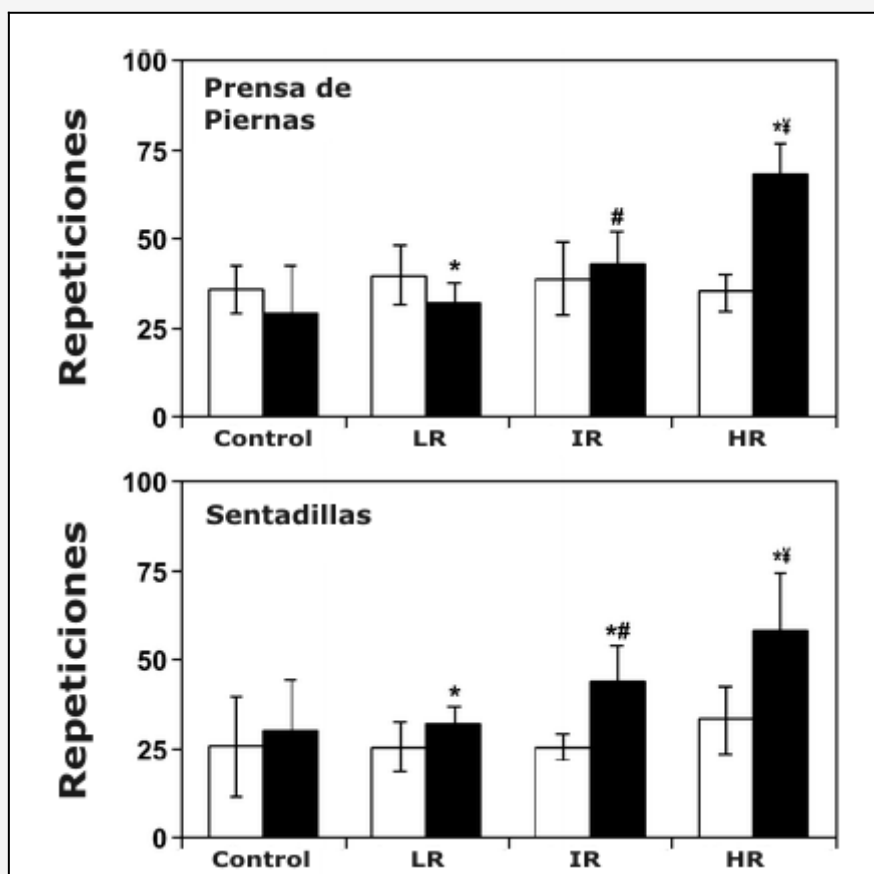 Prensa de
Piernas
Repeticiones
100
75
50
25
0
* 
#
*¥
Control LR IR HR
Sentadillas
Repeticiones
100
75
50
25
0
*
*#
*¥
Control LR IR HR